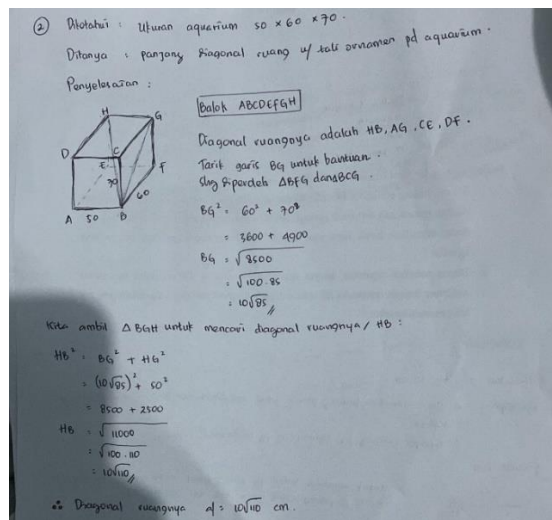 ② Diketahui : Ukuran aquarium 50 × 60 × 70.
Ditanya : panjang diagonal ruang u/ tali ornamen pd aquarium.
Penyelesaian :
Balok ABCDEFGH
H
G
D
C
E
F
70
60
A
50
B
Diagonal ruangnya adalah HB, AG, CE, DF.
Tarik garis BG untuk bantuan.
Shg diperoleh ΔBFG dan ΔBCG.
BG² = 60² + 70²
= 3600 + 4900
BG = √8500
= √100.85
= 10√85 //
Kita ambil ΔBGH untuk mencari diagonal ruangnya / HB :
HB² = BG² + HG²
= (10√85)² + 50²
= 8500 + 2500
HB = √11000
= √100.110
= 10√110 //
∴ Diagonal ruangnya d/ = 10√110 cm.